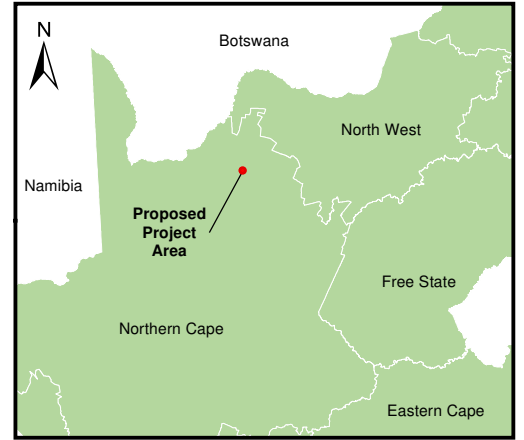 N
Botswana
North West
Namibia
Proposed
Project
Area
Free State
Northern Cape
Eastern Cape